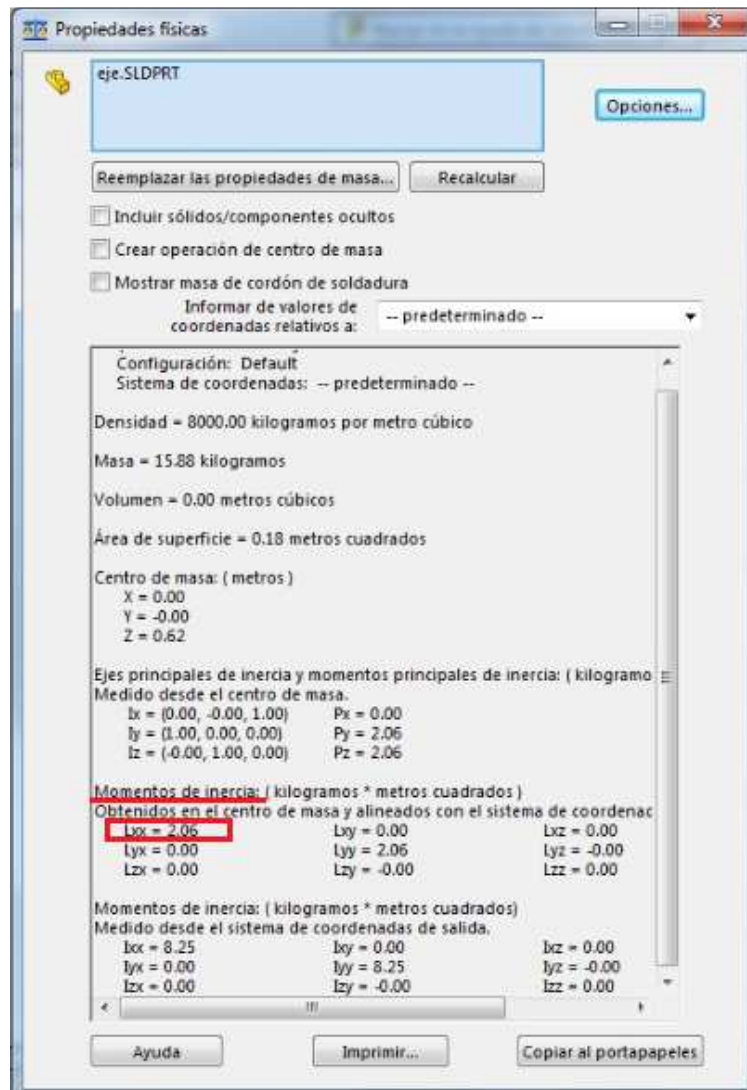 Propiedades físicas
eje.SLDPRT
Opciones...
Reemplazar las propiedades de masa... Recalcular
Incluir sólidos/componentes ocultos
Crear operación de centro de masa
Mostrar masa de cordón de soldadura
Informar de valores de
coordenadas relativos a: -- predeterminado --
Configuración: Default
Sistema de coordenadas: -- predeterminado --
Densidad = 8000.00 kilogramos por metro cúbico
Masa = 15.88 kilogramos
Volumen = 0.00 metros cúbicos
Área de superficie = 0.18 metros cuadrados
Centro de masa: ( metros )
X = 0.00
Y = -0.00
Z = 0.62
Ejes principales de inercia y momentos principales de inercia: ( kilogramo
Medido desde el centro de masa.
Ix = (0.00, -0.00, 1.00) Px = 0.00
Iy = (1.00, 0.00, 0.00) Py = 2.06
Iz = (-0.00, 1.00, 0.00) Pz = 2.06
Momentos de inercia: ( kilogramos * metros cuadrados )
Obtenidos en el centro de masa y alineados con el sistema de coordenac
Lxx = 2.06 Lxy = 0.00 Lxz = 0.00
Lyx = 0.00 Lyy = 2.06 Lyz = -0.00
Lzx = 0.00 Lzy = -0.00 Lzz = 0.00
Momentos de inercia: ( kilogramos * metros cuadrados)
Medido desde el sistema de coordenadas de salida.
Ixx = 8.25 Ixy = 0.00 Ixz = 0.00
Iyx = 0.00 Iyy = 8.25 Iyz = -0.00
Izx = 0.00 Izy = -0.00 Izz = 0.00
Ayuda Imprimir... Copiar al portapapeles